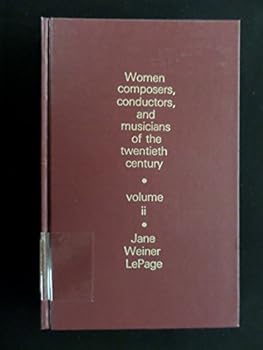 Women
composers,
conductors,
and
musicians
of the
twentieth
century
•
volume
ii
•
Jane
Weiner
LePage